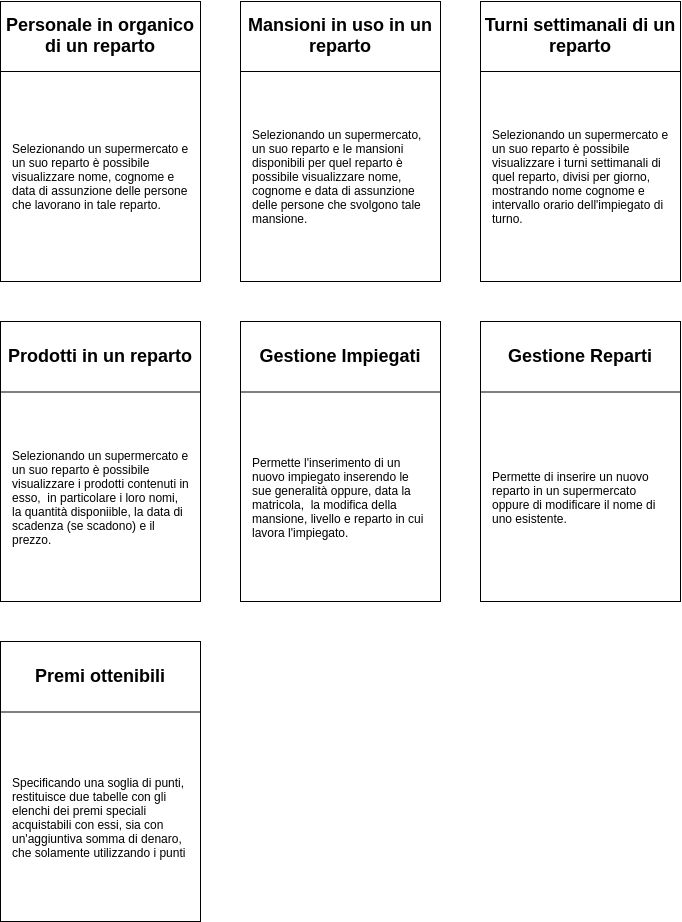 Personale in organico
di un reparto
Selezionando un supermercato e
un suo reparto è possibile
visualizzare nome, cognome e
data di assunzione delle persone
che lavorano in tale reparto.
Mansioni in uso in un
reparto
Selezionando un supermercato,
un suo reparto e le mansioni
disponibili per quel reparto è
possibile visualizzare nome,
cognome e data di assunzione
delle persone che svolgono tale
mansione.
Turni settimanali di un
reparto
Selezionando un supermercato e
un suo reparto è possibile
visualizzare i turni settimanali di
quel reparto, divisi per giorno,
mostrando nome cognome e
intervallo orario dell'impiegato di
turno.
Prodotti in un reparto
Selezionando un supermercato e
un suo reparto è possibile
visualizzare i prodotti contenuti in
esso,  in particolare i loro nomi,
la quantità disponiible, la data di
scadenza (se scadono) e il
prezzo.
Gestione Impiegati
Permette l'inserimento di un
nuovo impiegato inserendo le
sue generalità oppure, data la
matricola,  la modifica della
mansione, livello e reparto in cui
lavora l'impiegato.
Gestione Reparti
Permette di inserire un nuovo
reparto in un supermercato
oppure di modificare il nome di
uno esistente.
Premi ottenibili
Specificando una soglia di punti,
restituisce due tabelle con gli
elenchi dei premi speciali
acquistabili con essi, sia con
un'aggiuntiva somma di denaro,
che solamente utilizzando i punti